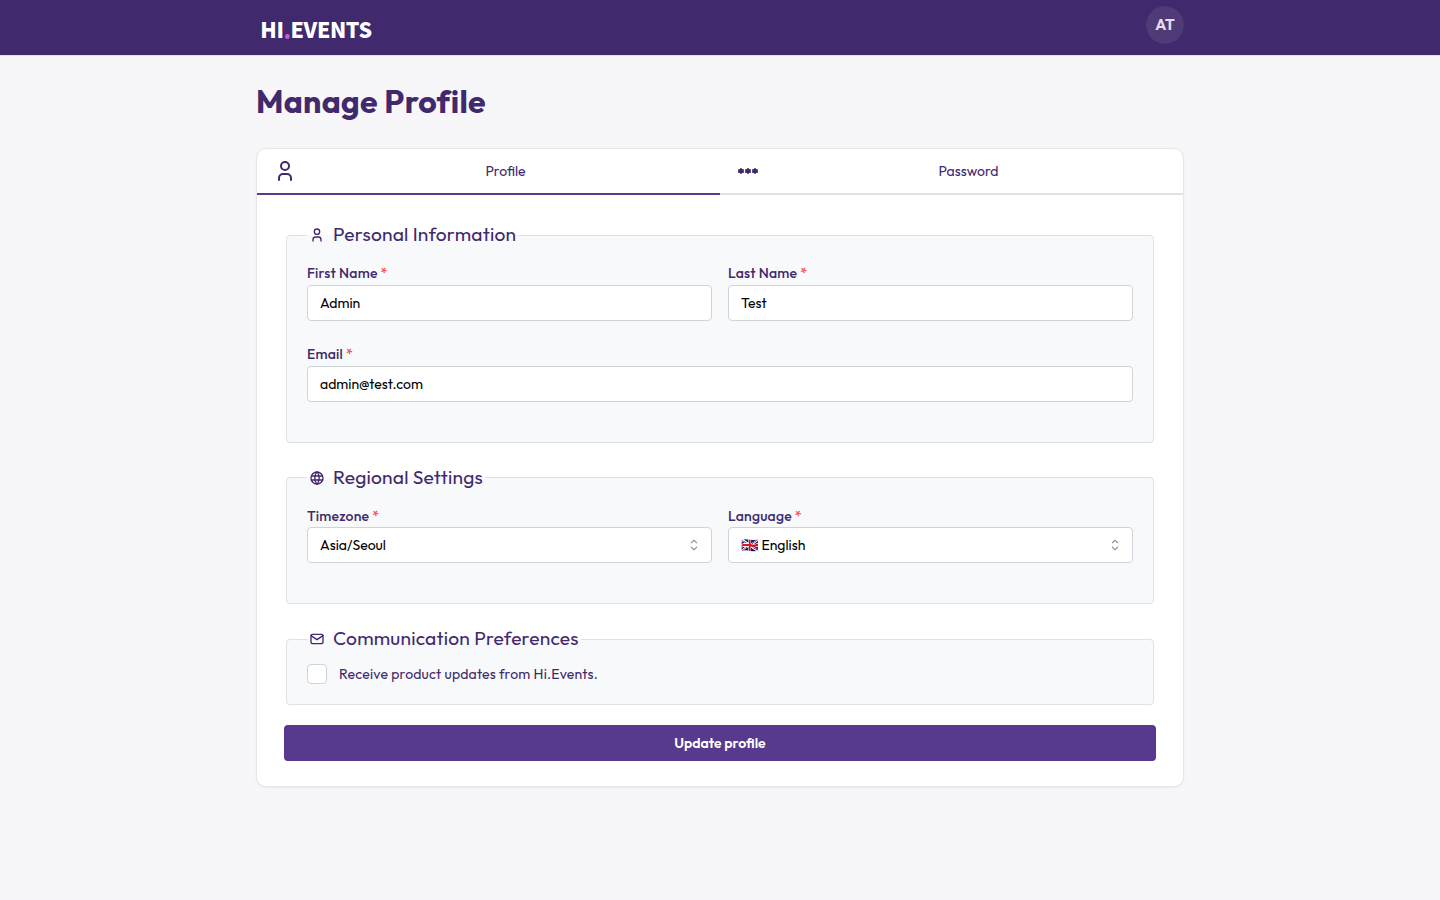 HI.EVENTS
AT
Manage Profile
Profile
Password
Personal Information
First Name *
Last Name *
Admin
Test
Email *
admin@test.com
Regional Settings
Timezone *
Language *
Asia/Seoul
🇬🇧 English
Communication Preferences
Receive product updates from Hi.Events.
Update profile